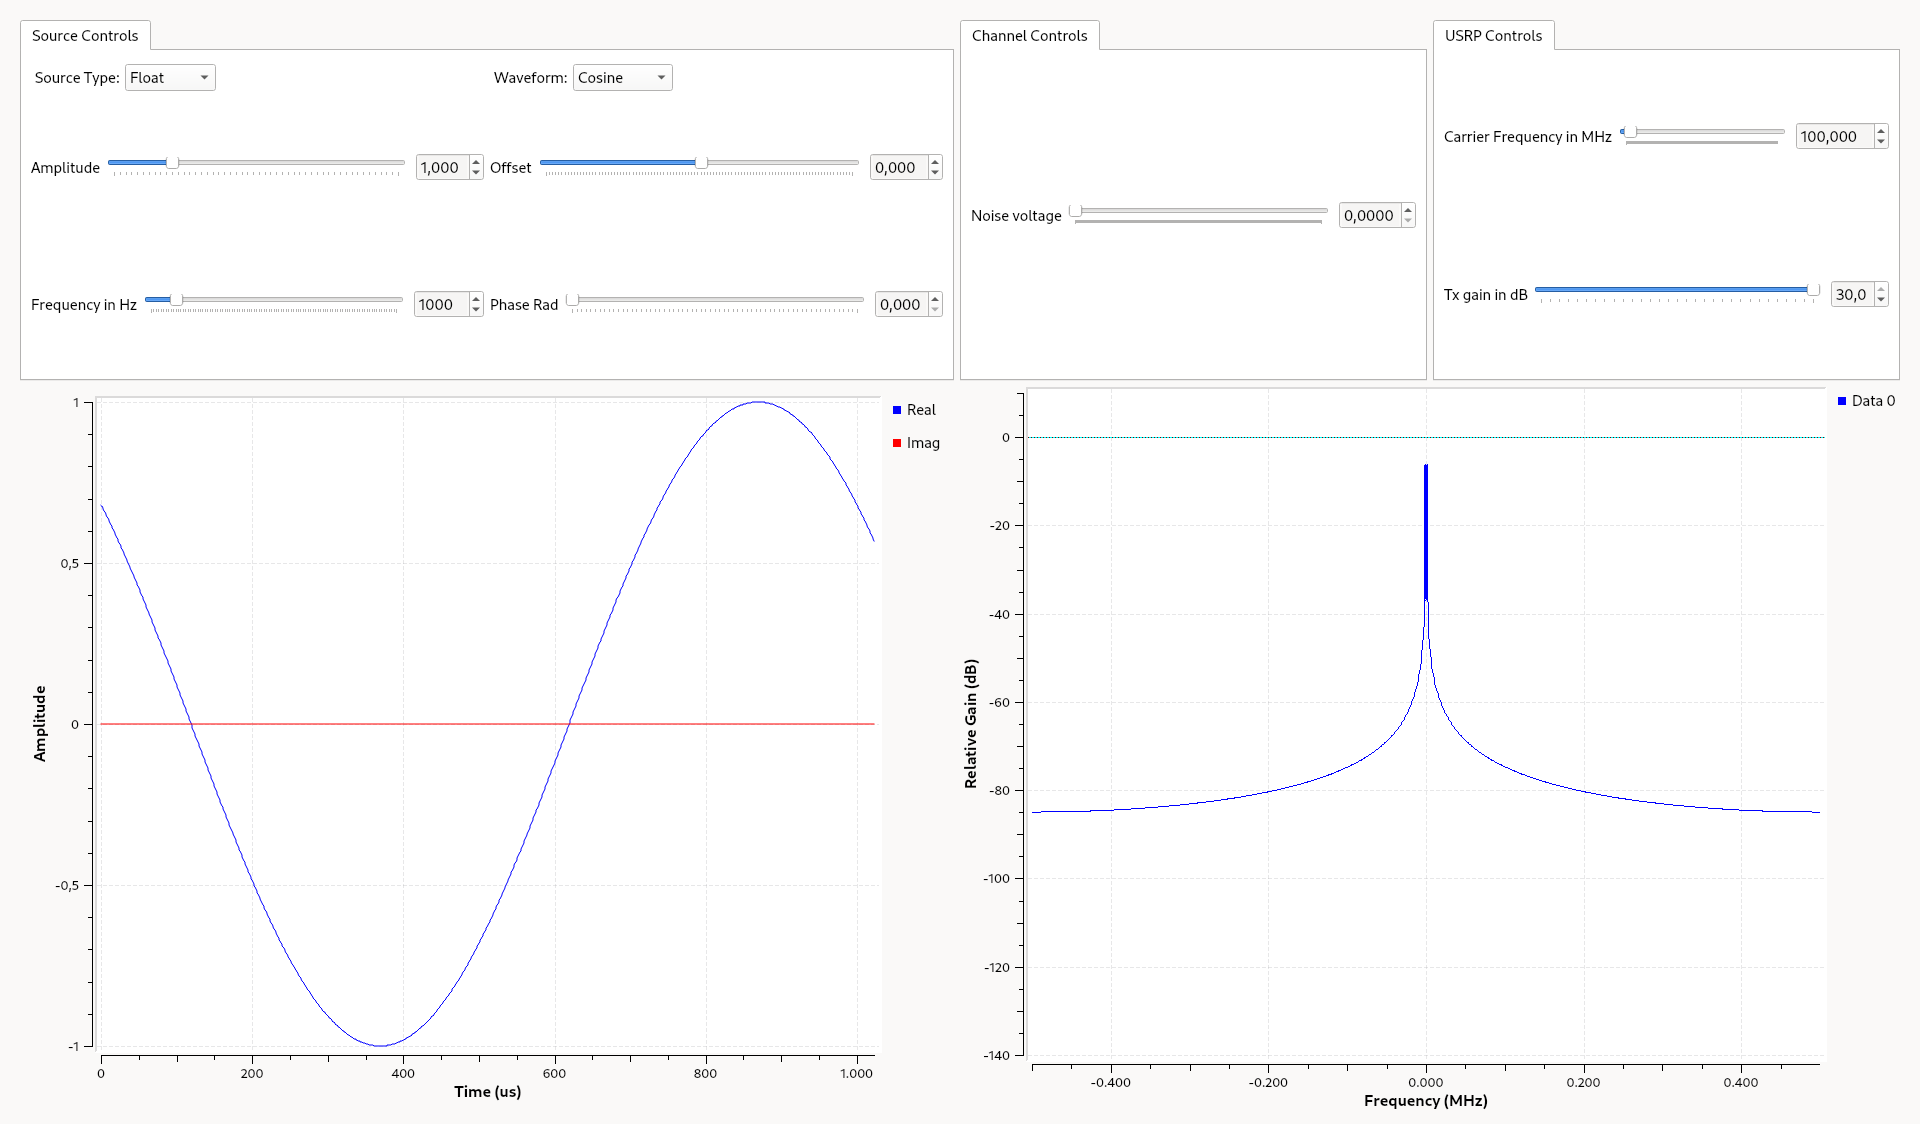 Source Controls
Source Type: Float
Waveform: Cosine
Amplitude 1,000
Offset 0,000
Frequency in Hz 1000
Phase Rad 0,000
Channel Controls
Noise voltage 0,0000
USRP Controls
Carrier Frequency in MHz 100,000
Tx gain in dB 30,0
Real
Imag
1
0,5
0
-0,5
-1
Amplitude
0 200 400 600 800 1.000
Time (us)
Data 0
0
-20
-40
-60
-80
-100
-120
-140
Relative Gain (dB)
-0.400 -0.200 0.000 0.200 0.400
Frequency (MHz)